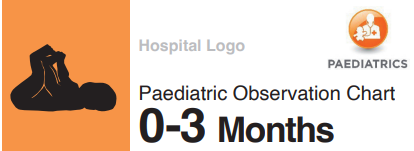 Hospital Logo
PAEDIATRICS
Paediatric Observation Chart
0-3 Months